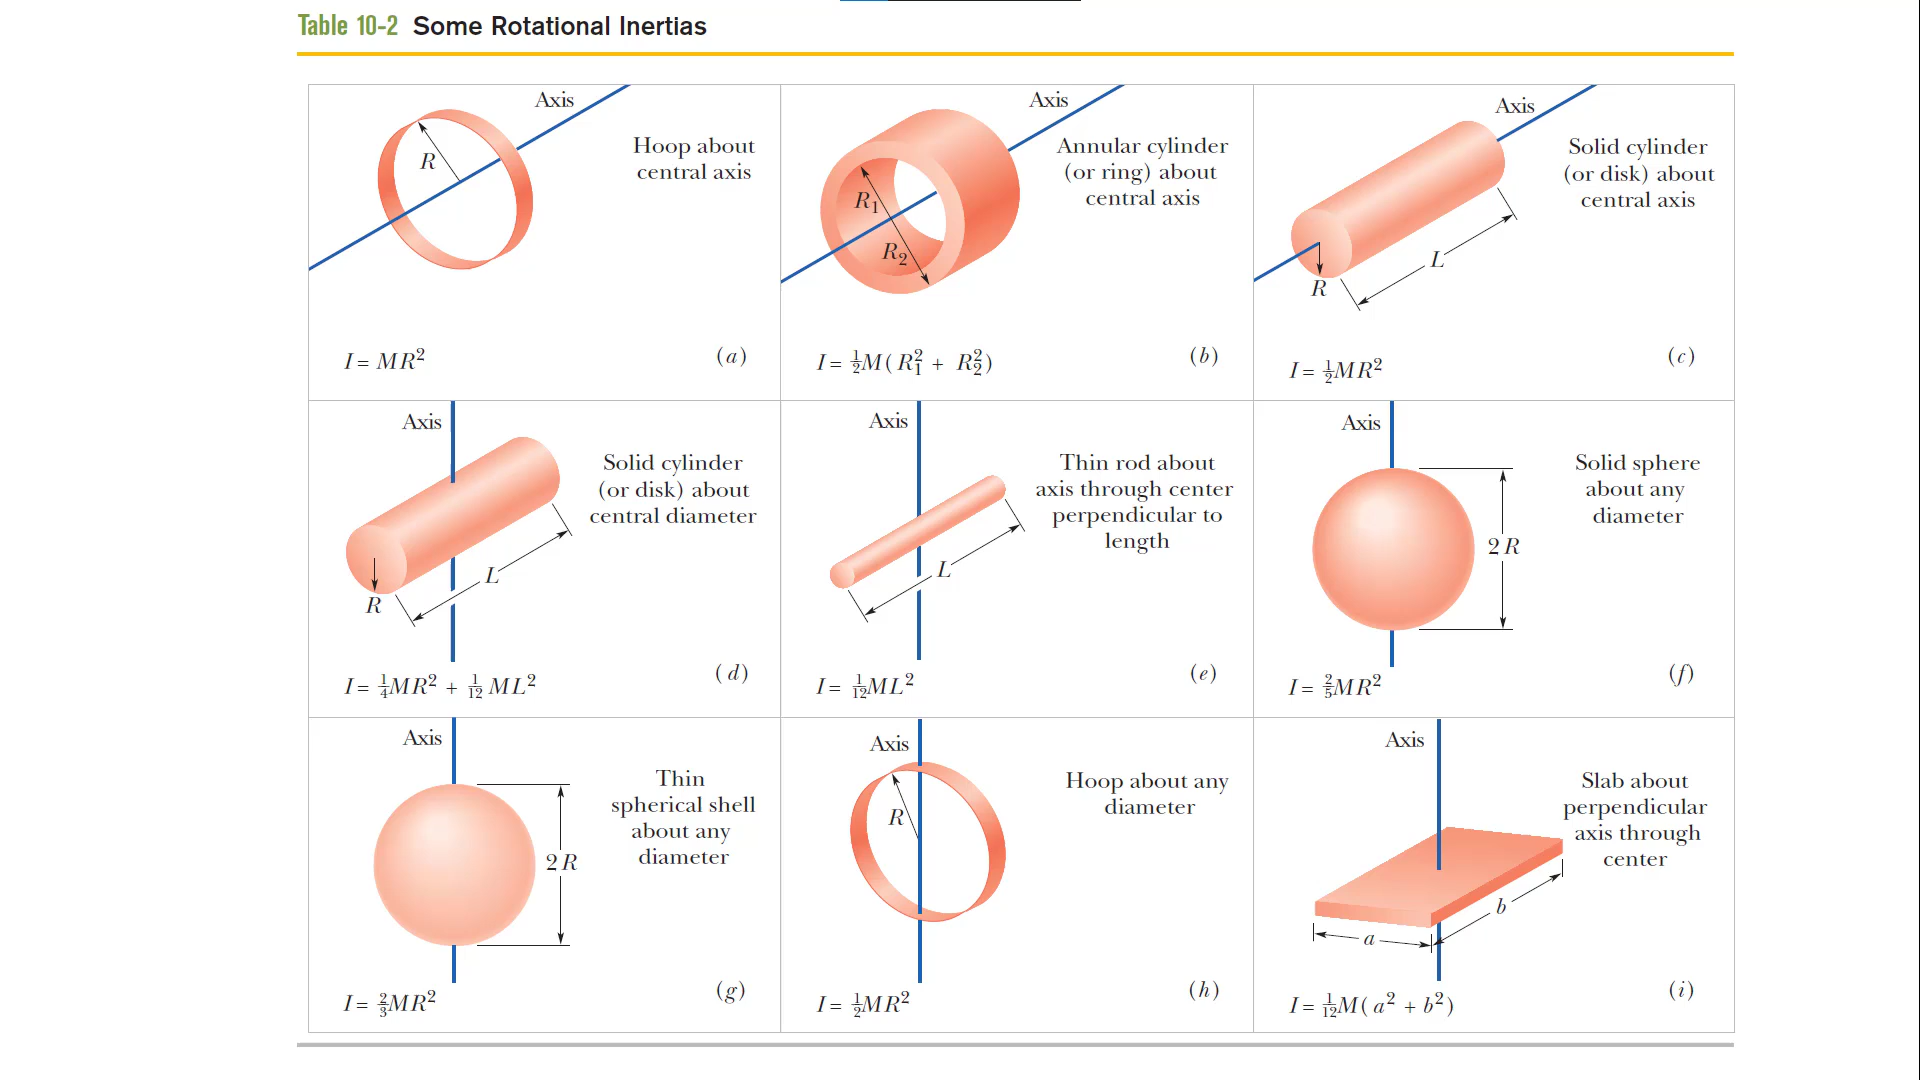 Table 10-2 Some Rotational Inertias
Axis
R
Hoop about
central axis
I = MR²
(a)
Axis
R₁
R₂
Annular cylinder
(or ring) about
central axis
I = ½M(R₁² + R₂²)
(b)
Axis
R
L
Solid cylinder
(or disk) about
central axis
I = ½MR²
(c)
Axis
R
L
Solid cylinder
(or disk) about
central diameter
I = ¼MR² + 1/12 ML²
(d)
Axis
L
Thin rod about
axis through center
perpendicular to
length
I = 1/12 ML²
(e)
Axis
2R
Solid sphere
about any
diameter
I = ⅖MR²
(f)
Axis
2R
Thin
spherical shell
about any
diameter
I = ⅔MR²
(g)
Axis
R
Hoop about any
diameter
I = ½MR²
(h)
Axis
a
b
Slab about
perpendicular
axis through
center
I = 1/12 M(a² + b²)
(i)